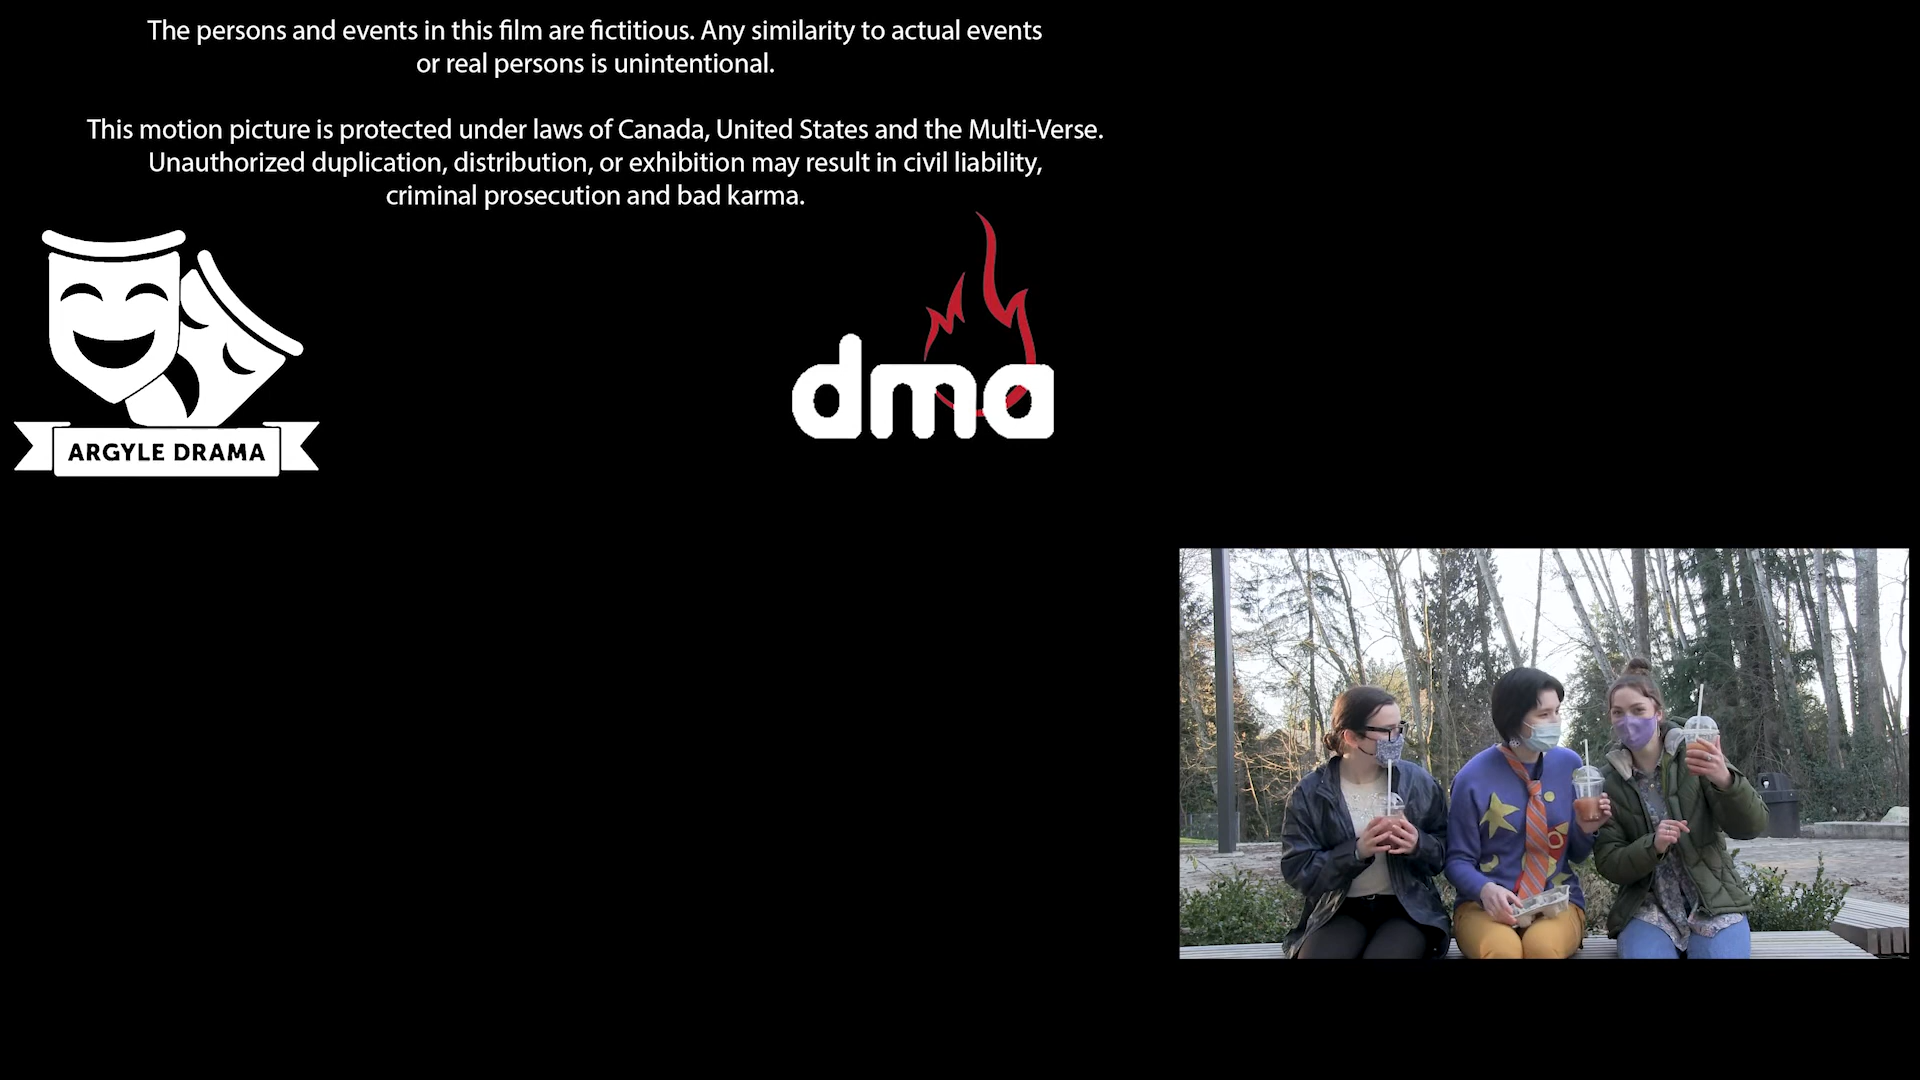 The persons and events in this film are fictitious. Any similarity to actual events
or real persons is unintentional.
This motion picture is protected under laws of Canada, United States and the Multi-Verse.
Unauthorized duplication, distribution, or exhibition may result in civil liability,
criminal prosecution and bad karma.
ARGYLE DRAMA
dma